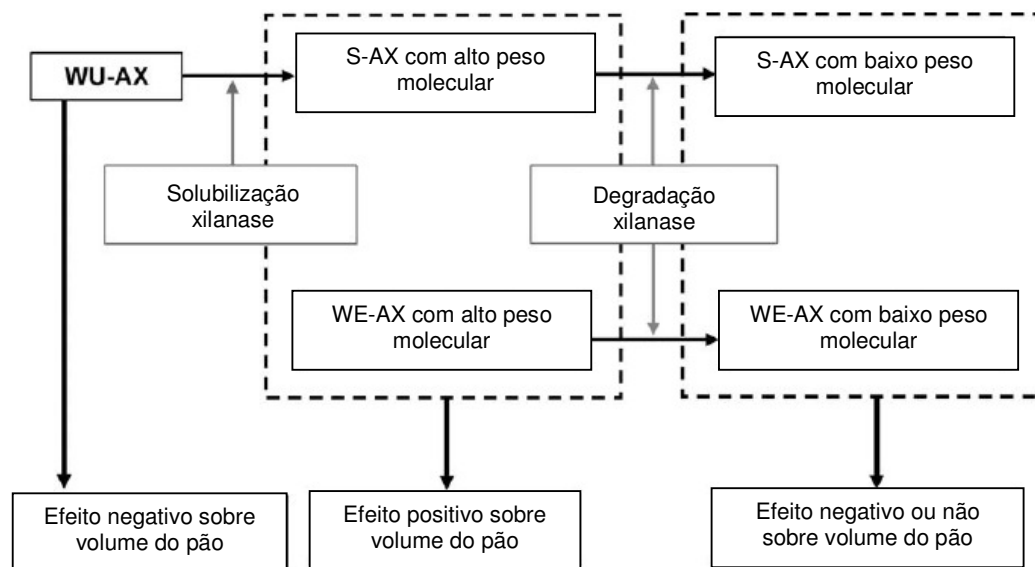 WU-AX
S-AX com alto peso
molecular
S-AX com baixo peso
molecular
Solubilização
xilanase
Degradação
xilanase
WE-AX com alto peso
molecular
WE-AX com baixo peso
molecular
Efeito negativo sobre
volume do pão
Efeito positivo sobre
volume do pão
Efeito negativo ou não
sobre volume do pão